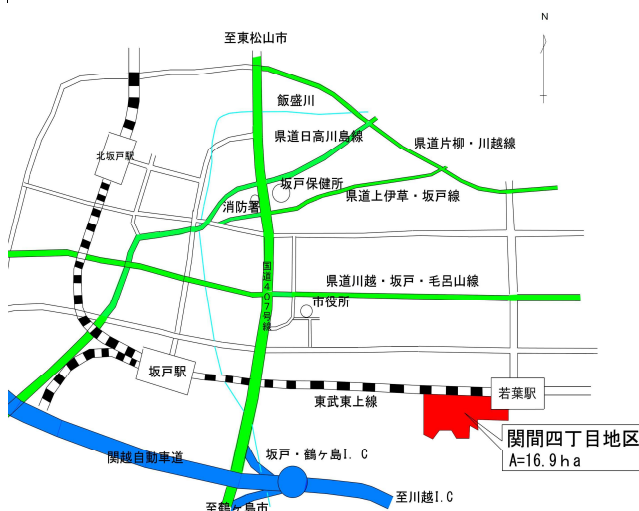 N
至東松山市
飯盛川
県道日高川島線
県道片柳・川越線
北坂戸駅
坂戸保健所
県道上伊草・坂戸線
消防署
国道407号線
県道川越・坂戸・毛呂山線
市役所
坂戸駅
東武東上線
若葉駅
関間四丁目地区
A=16.9ha
関越自動車道
坂戸・鶴ヶ島I.C
至川越I.C
至鶴ヶ島市